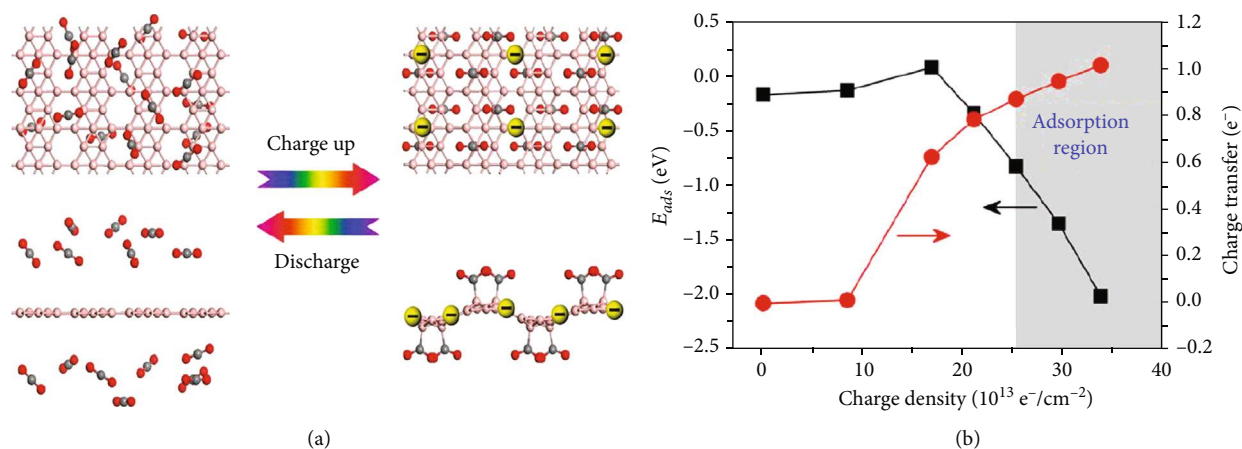 Charge up
Discharge
(a)
0.5
0.0
−0.5
−1.0
−1.5
−2.0
−2.5
E_ads (eV)
0
10
20
30
40
Charge density (10^13 e^−/cm^−2)
1.2
1.0
0.8
0.6
0.4
0.2
0.0
−0.2
Charge transfer (e^−)
Adsorption
region
(b)